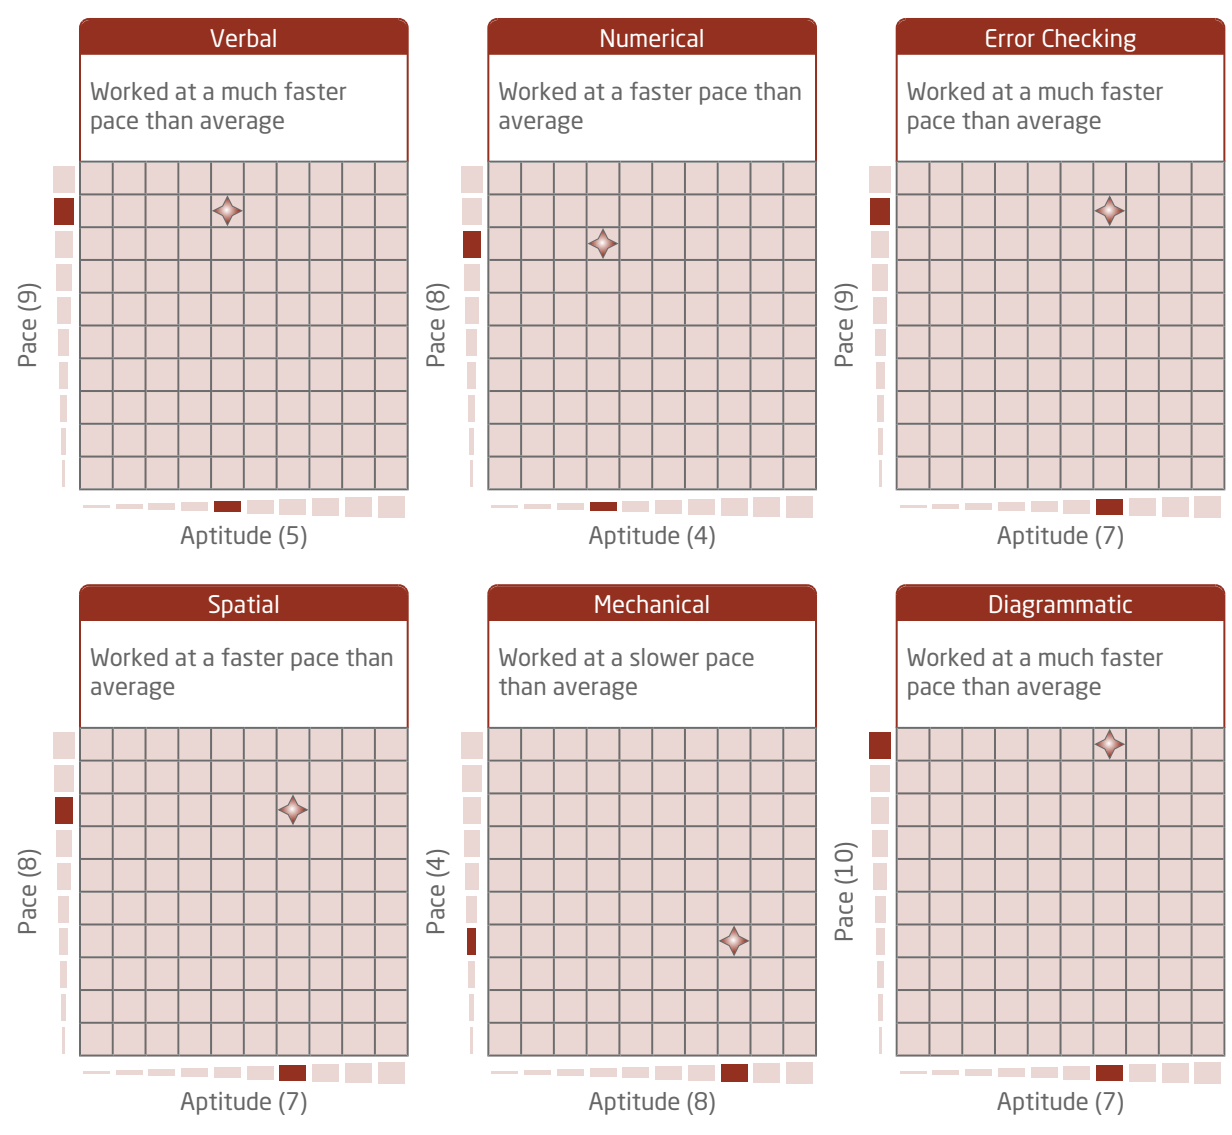 Verbal
Worked at a much faster
pace than average
Pace (9)
Aptitude (5)
Numerical
Worked at a faster pace than
average
Pace (8)
Aptitude (4)
Error Checking
Worked at a much faster
pace than average
Pace (9)
Aptitude (7)
Spatial
Worked at a faster pace than
average
Pace (8)
Aptitude (7)
Mechanical
Worked at a slower pace
than average
Pace (4)
Aptitude (8)
Diagrammatic
Worked at a much faster
pace than average
Pace (10)
Aptitude (7)